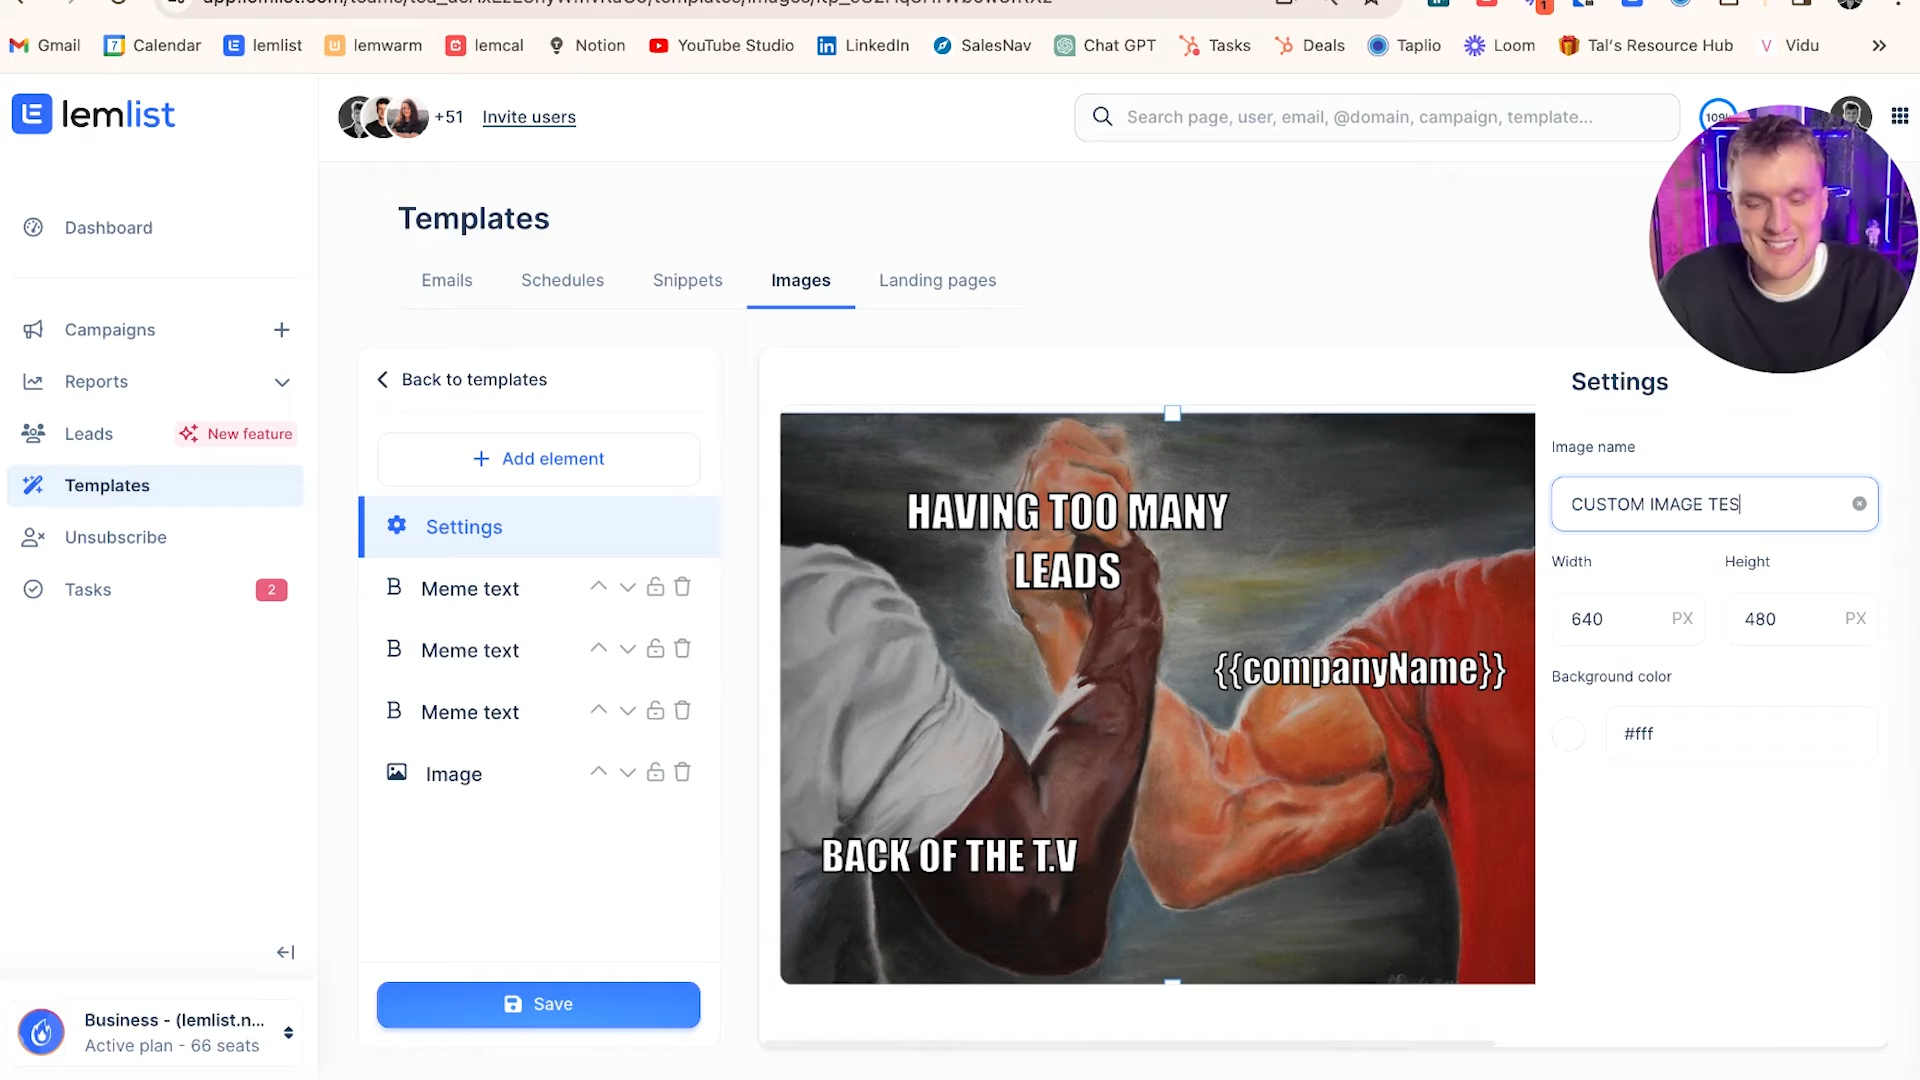 Gmail
7 Calendar
lemlist
lemwarm
lemcal
Notion
YouTube Studio
LinkedIn
SalesNav
Chat GPT
Tasks
Deals
Taplio
Loom
Tal's Resource Hub
V Vidu
1
lemlist
+51
Invite users
Search page, user, email, @domain, campaign, template...
Dashboard
Campaigns
Reports
Leads
New feature
Templates
Unsubscribe
Tasks
2
Business - (lemlist.n...
Active plan - 66 seats
Templates
Emails
Schedules
Snippets
Images
Landing pages
Back to templates
Add element
Settings
B Meme text
B Meme text
B Meme text
Image
Save
HAVING TOO MANY
LEADS
{{companyName}}
BACK OF THE T.V
Settings
Image name
CUSTOM IMAGE TES
Width
Height
640 PX
480 PX
Background color
#fff